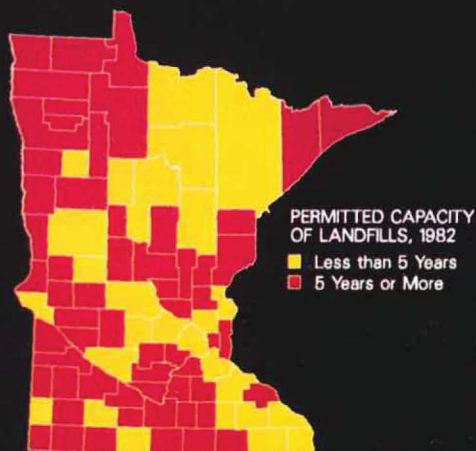 PERMITTED CAPACITY
OF LANDFILLS, 1982
Less than 5 Years
5 Years or More